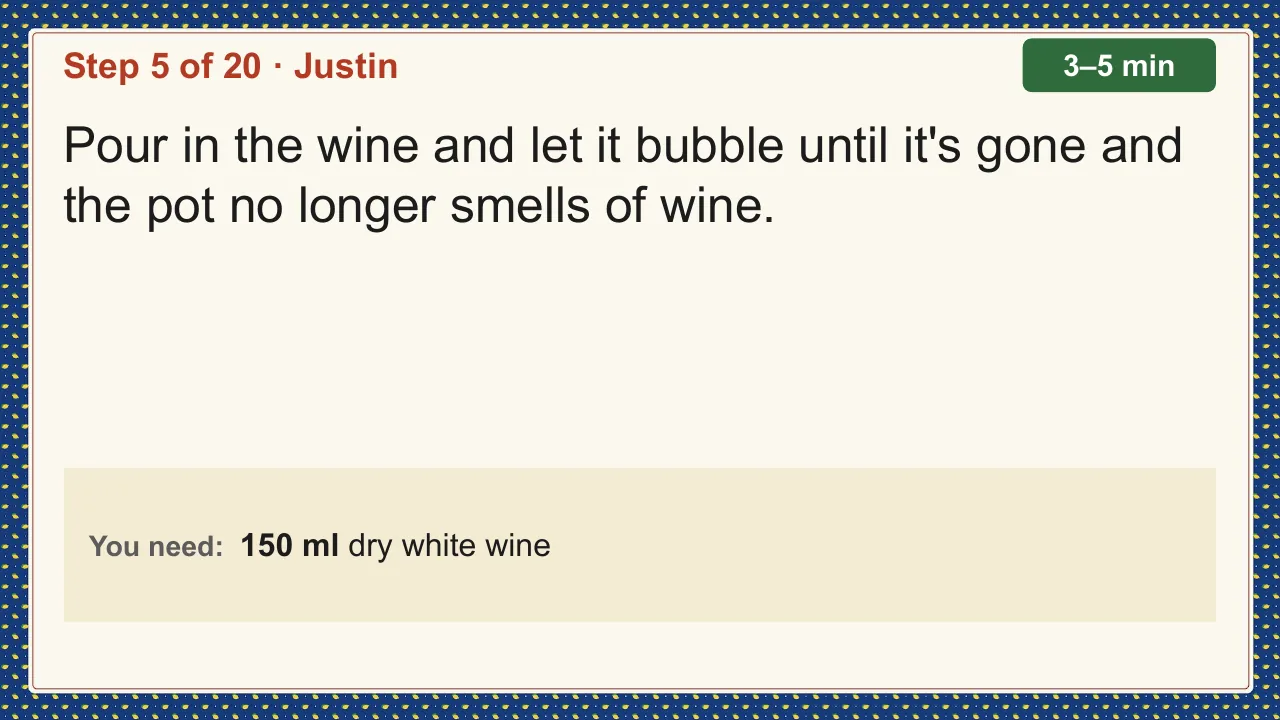 Step 5 of 20 · Justin
3–5 min
Pour in the wine and let it bubble until it's gone and
the pot no longer smells of wine.
You need: 150 ml dry white wine